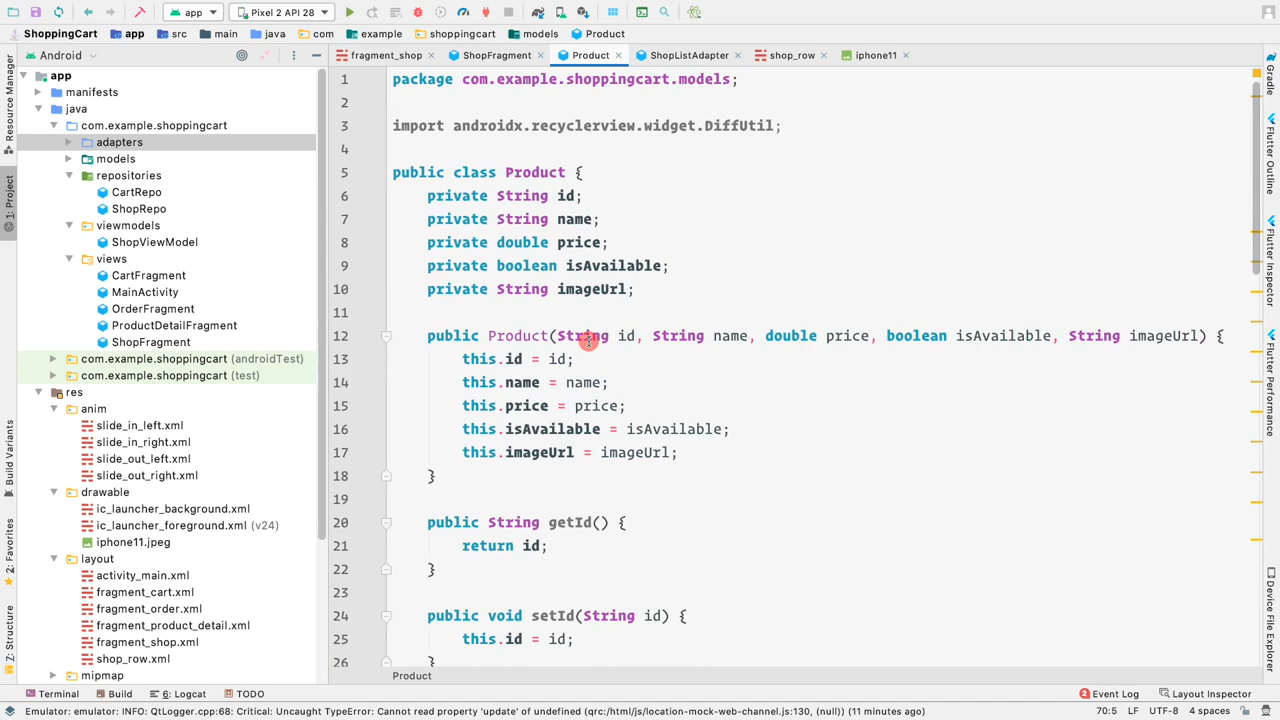 app
Pixel 2 API 28
ShoppingCart
app
src
main
java
com
example
shoppingcart
models
Product
Android
fragment_shop
ShopFragment
Product
ShopListAdapter
shop_row
iphone11
Resource Manager
1: Project
Build Variants
2: Favorites
7: Structure
app
manifests
java
com.example.shoppingcart
adapters
models
repositories
CartRepo
ShopRepo
viewmodels
ShopViewModel
views
CartFragment
MainActivity
OrderFragment
ProductDetailFragment
ShopFragment
com.example.shoppingcart (androidTest)
com.example.shoppingcart (test)
res
anim
slide_in_left.xml
slide_in_right.xml
slide_out_left.xml
slide_out_right.xml
drawable
ic_launcher_background.xml
ic_launcher_foreground.xml (v24)
iphone11.jpeg
layout
activity_main.xml
fragment_cart.xml
fragment_order.xml
fragment_product_detail.xml
fragment_shop.xml
shop_row.xml
mipmap
1 package com.example.shoppingcart.models;
2
3 import androidx.recyclerview.widget.DiffUtil;
4
5 public class Product {
6 private String id;
7 private String name;
8 private double price;
9 private boolean isAvailable;
10 private String imageUrl;
11
12 public Product(String id, String name, double price, boolean isAvailable, String imageUrl) {
13 this.id = id;
14 this.name = name;
15 this.price = price;
16 this.isAvailable = isAvailable;
17 this.imageUrl = imageUrl;
18 }
19
20 public String getId() {
21 return id;
22 }
23
24 public void setId(String id) {
25 this.id = id;
26 }
Product
Gradle
Flutter Outline
Flutter Inspector
Flutter Performance
Device File Explorer
Terminal
Build
6: Logcat
TODO
2 Event Log
Layout Inspector
Emulator: emulator: INFO: QtLogger.cpp:68: Critical: Uncaught TypeError: Cannot read property 'update' of undefined (qrc:/html/js/location-mock-web-channel.js:130, (null)) (11 minutes ago)
70:5 LF UTF-8 4 spaces